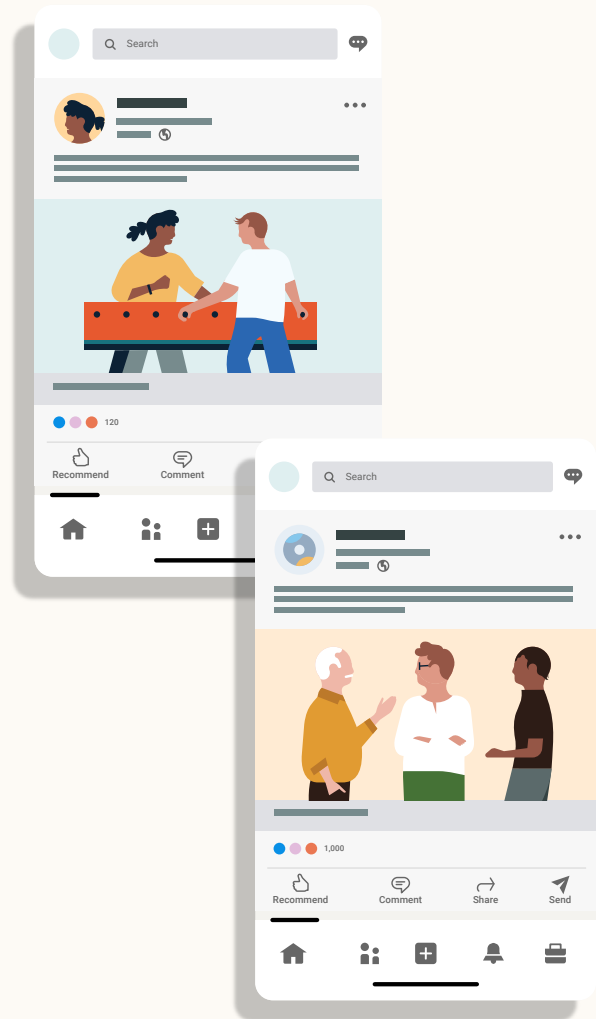 Search
120
Recommend Comment
Search
1,000
Recommend Comment Share Send